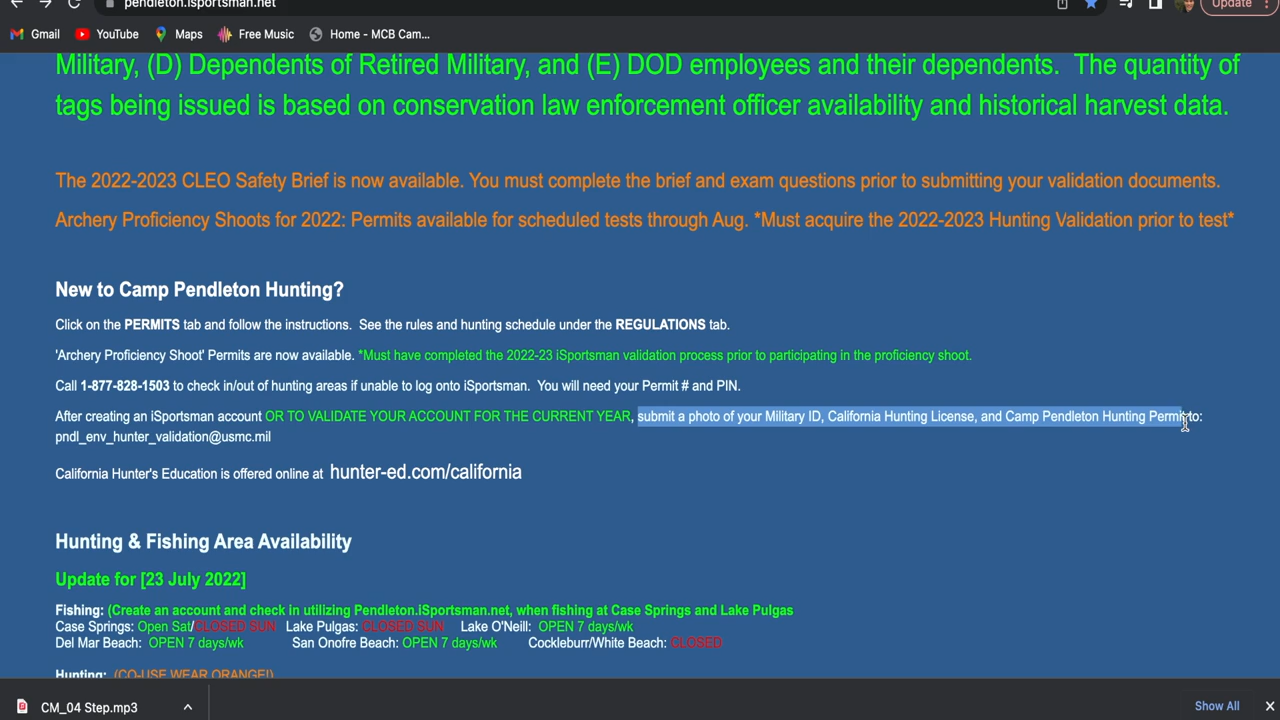 pendleton.isportsman.net
Update
Gmail YouTube Maps Free Music Home - MCB Cam...
Military, (D) Dependents of Retired Military, and (E) DOD employees and their dependents. The quantity of
tags being issued is based on conservation law enforcement officer availability and historical harvest data.
The 2022-2023 CLEO Safety Brief is now available. You must complete the brief and exam questions prior to submitting your validation documents.
Archery Proficiency Shoots for 2022: Permits available for scheduled tests through Aug. *Must acquire the 2022-2023 Hunting Validation prior to test*
New to Camp Pendleton Hunting?
Click on the PERMITS tab and follow the instructions. See the rules and hunting schedule under the REGULATIONS tab.
'Archery Proficiency Shoot' Permits are now available. *Must have completed the 2022-23 iSportsman validation process prior to participating in the proficiency shoot.
Call 1-877-828-1503 to check in/out of hunting areas if unable to log onto iSportsman. You will need your Permit # and PIN.
After creating an iSportsman account OR TO VALIDATE YOUR ACCOUNT FOR THE CURRENT YEAR, submit a photo of your Military ID, California Hunting License, and Camp Pendleton Hunting Permit to:
pndl_env_hunter_validation@usmc.mil
California Hunter's Education is offered online at hunter-ed.com/california
Hunting & Fishing Area Availability
Update for [23 July 2022]
Fishing: (Create an account and check in utilizing Pendleton.iSportsman.net, when fishing at Case Springs and Lake Pulgas
Case Springs: Open Sat/CLOSED SUN Lake Pulgas: CLOSED SUN Lake O'Neill: OPEN 7 days/wk
Del Mar Beach: OPEN 7 days/wk San Onofre Beach: OPEN 7 days/wk Cockleburr/White Beach: CLOSED
Hunting: (CO-USE WEAR ORANGE!)
CM_04 Step.mp3
Show All